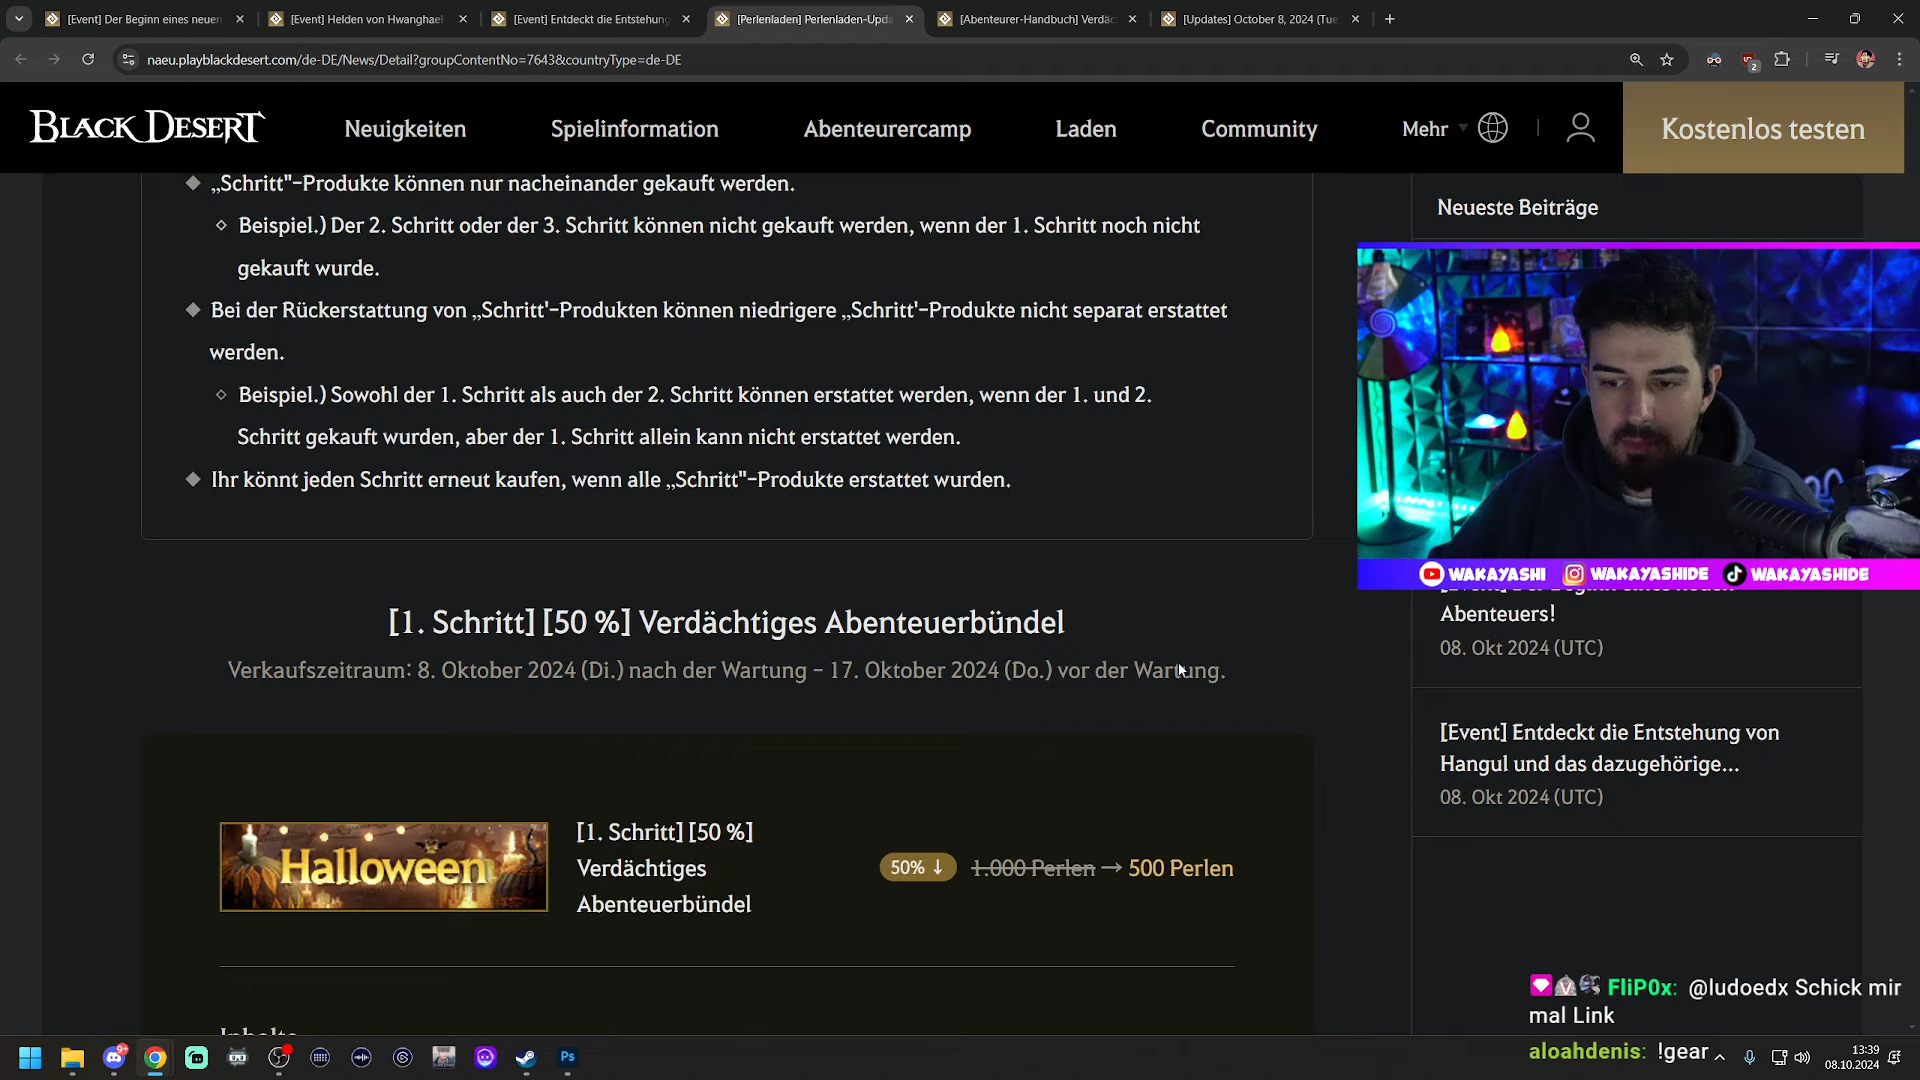 [Event] Der Beginn eines neuen
[Event] Helden von Hwanghae!
[Event] Entdeckt die Entstehung
[Perlenladen] Perlenladen-Upda
[Abenteurer-Handbuch] Verdäc
[Updates] October 8, 2024 (Tue
naeu.playblackdesert.com/de-DE/News/Detail?groupContentNo=7643&countryType=de-DE
2
BLACK DESERT
Neuigkeiten
Spielinformation
Abenteurercamp
Laden
Community
Mehr
Kostenlos testen
„Schritt"-Produkte können nur nacheinander gekauft werden.
Beispiel.) Der 2. Schritt oder der 3. Schritt können nicht gekauft werden, wenn der 1. Schritt noch nicht
gekauft wurde.
Bei der Rückerstattung von „Schritt'-Produkten können niedrigere „Schritt'-Produkte nicht separat erstattet
werden.
Beispiel.) Sowohl der 1. Schritt als auch der 2. Schritt können erstattet werden, wenn der 1. und 2.
Schritt gekauft wurden, aber der 1. Schritt allein kann nicht erstattet werden.
Ihr könnt jeden Schritt erneut kaufen, wenn alle „Schritt"-Produkte erstattet wurden.
[1. Schritt] [50 %] Verdächtiges Abenteuerbündel
Verkaufszeitraum: 8. Oktober 2024 (Di.) nach der Wartung – 17. Oktober 2024 (Do.) vor der Wartung.
Halloween
[1. Schritt] [50 %]
Verdächtiges
Abenteuerbündel
50% ↓ 1.000 Perlen → 500 Perlen
Inhalte
Neueste Beiträge
WAKAYASHI WAKAYASHIDE WAKAYASHIDE
[Event] Der Beginn eines neuen
Abenteuers!
08. Okt 2024 (UTC)
[Event] Entdeckt die Entstehung von
Hangul und das dazugehörige...
08. Okt 2024 (UTC)
FliP0x: @ludoedx Schick mir
mal Link
aloahdenis: !gear
9+
Ps
13:39
08.10.2024